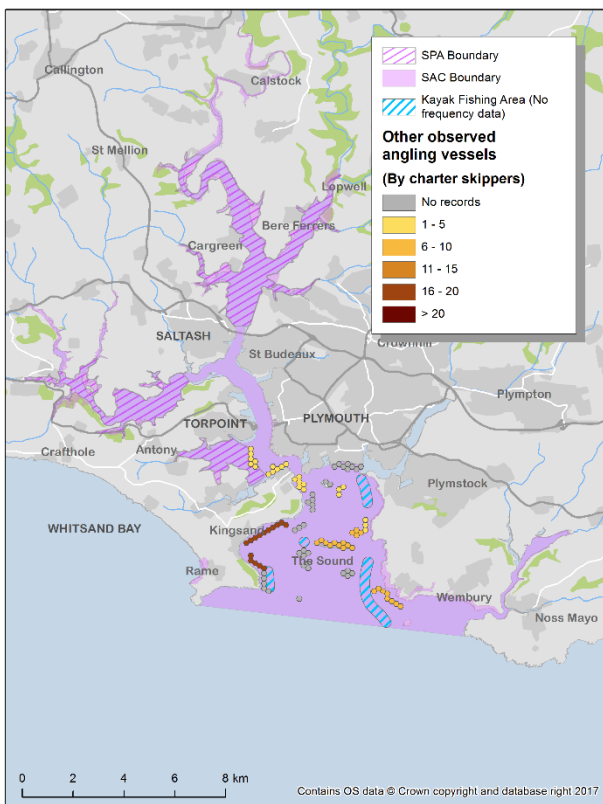 Callington
Calstock
St Mellion
Lopwell
Bere Ferrers
Cargreen
SPA Boundary
SAC Boundary
Kayak Fishing Area (No
frequency data)
Other observed
angling vessels
(By charter skippers)
No records
1 - 5
6 - 10
11 - 15
16 - 20
> 20
SALTASH
St Budeaux
Crownhill
Plympton
TORPOINT
PLYMOUTH
Crafthole
Antony
Plymstock
WHITSAND BAY
Kingsand
The Sound
Rame
Wembury
Noss Mayo
0 2 4 6 8 km
Contains OS data © Crown copyright and database right 2017